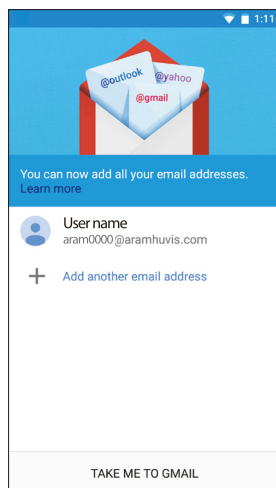 1:11
@outlook
@yahoo
@gmail
You can now add all your email addresses.
Learn more
User name
aram0000@aramhuvis.com
Add another email address
TAKE ME TO GMAIL